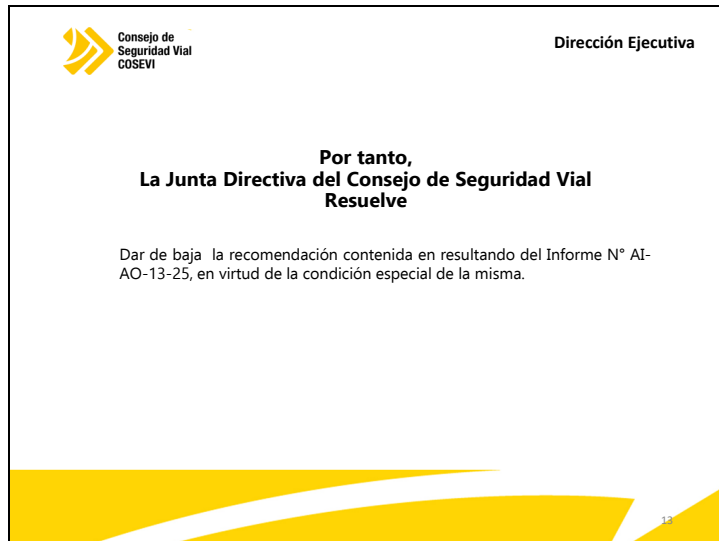 Consejo de
Seguridad Vial
COSEVI
Dirección Ejecutiva
Por tanto,
La Junta Directiva del Consejo de Seguridad Vial
Resuelve
Dar de baja  la recomendación contenida en resultando del Informe N° AI-
AO-13-25, en virtud de la condición especial de la misma.
13